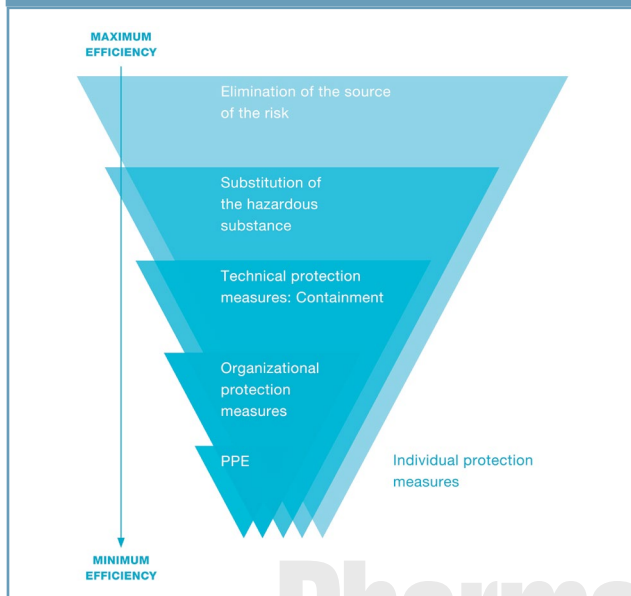 MAXIMUM
EFFICIENCY
Elimination of the source
of the risk
Substitution of
the hazardous
substance
Technical protection
measures: Containment
Organizational
protection
measures
PPE
Individual protection
measures
MINIMUM
EFFICIENCY